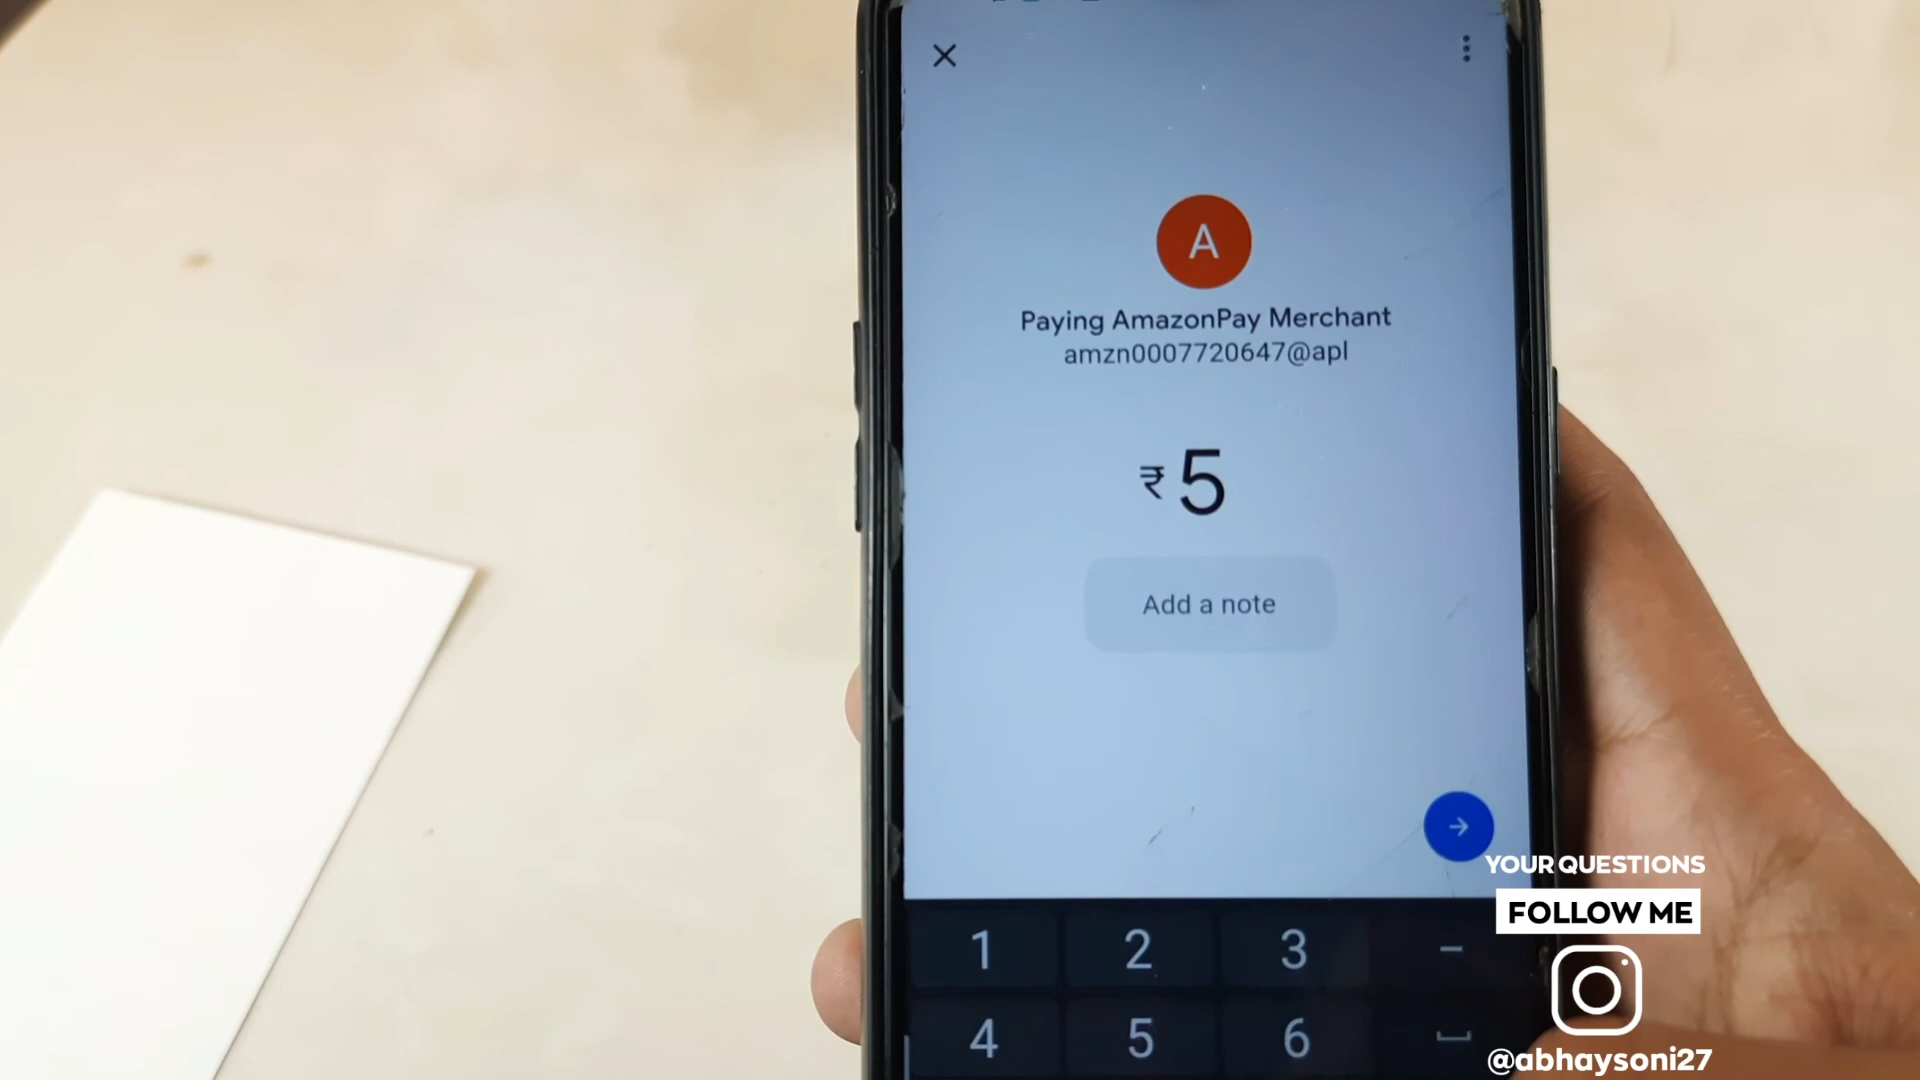 A
Paying AmazonPay Merchant
amzn0007720647@apl
₹5
Add a note
YOUR QUESTIONS
FOLLOW ME
1 2 3 -
4 5 6
@abhaysoni27